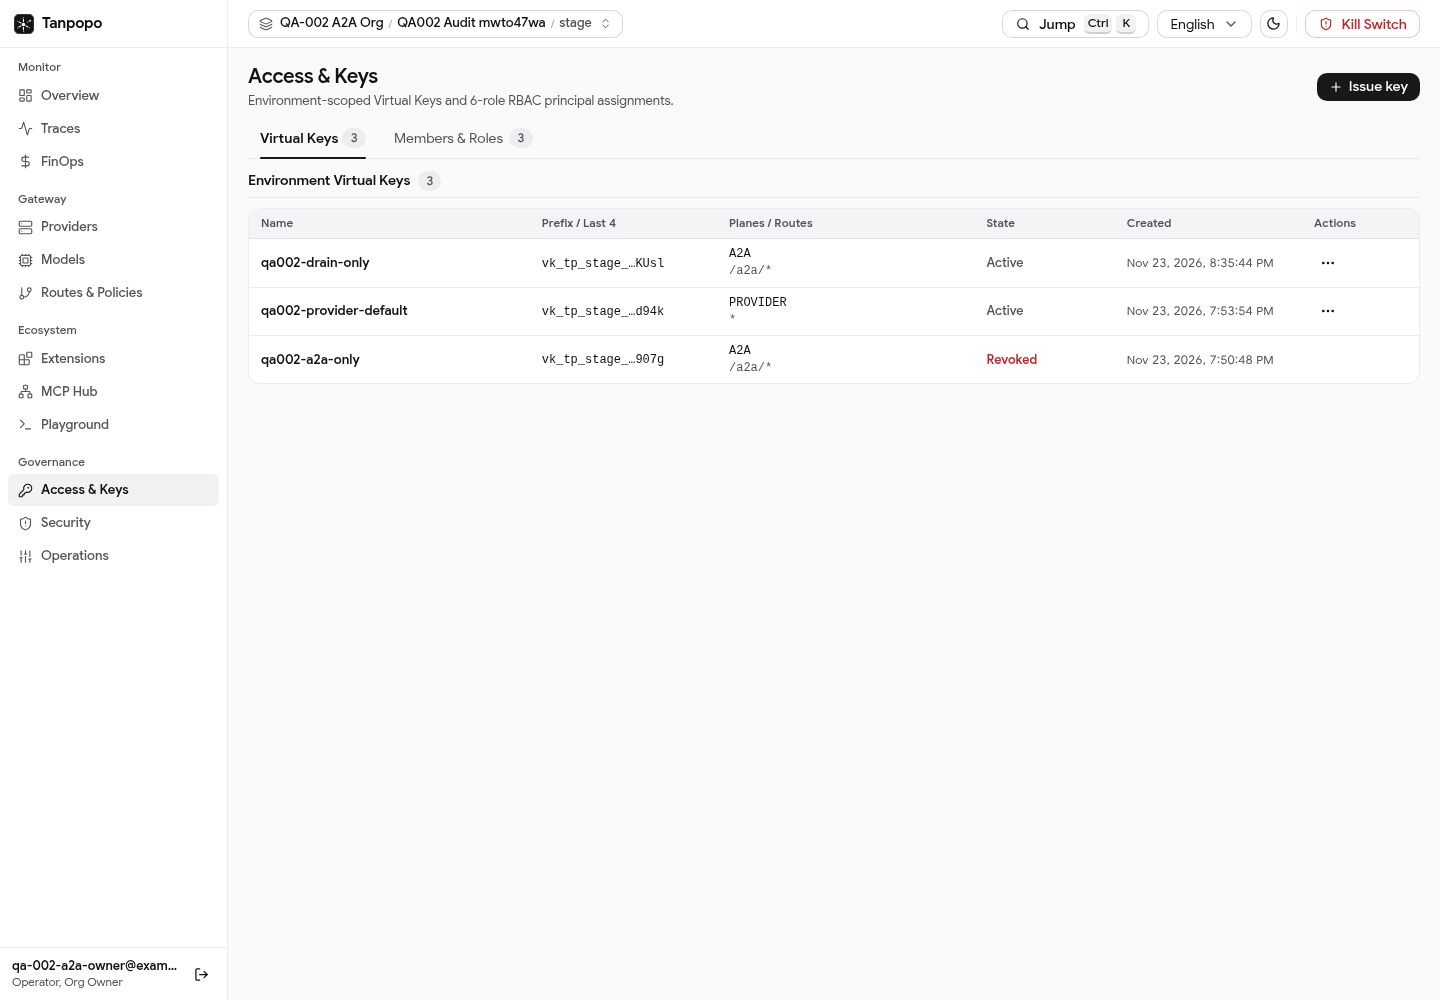 Tanpopo
QA-002 A2A Org / QA002 Audit mwto47wa / stage
Jump Ctrl K
English
Kill Switch
Monitor
Overview
Traces
FinOps
Gateway
Providers
Models
Routes & Policies
Ecosystem
Extensions
MCP Hub
Playground
Governance
Access & Keys
Security
Operations
qa-002-a2a-owner@exam...
Operator, Org Owner
Access & Keys
Environment-scoped Virtual Keys and 6-role RBAC principal assignments.
+ Issue key
Virtual Keys 3
Members & Roles 3
Environment Virtual Keys 3
Name Prefix / Last 4 Planes / Routes State Created Actions
qa002-drain-only vk_tp_stage_…KUsl A2A Active Nov 23, 2026, 8:35:44 PM ...
/a2a/*
qa002-provider-default vk_tp_stage_…d94k PROVIDER Active Nov 23, 2026, 7:53:54 PM ...
*
qa002-a2a-only vk_tp_stage_…907g A2A Revoked Nov 23, 2026, 7:50:48 PM
/a2a/*